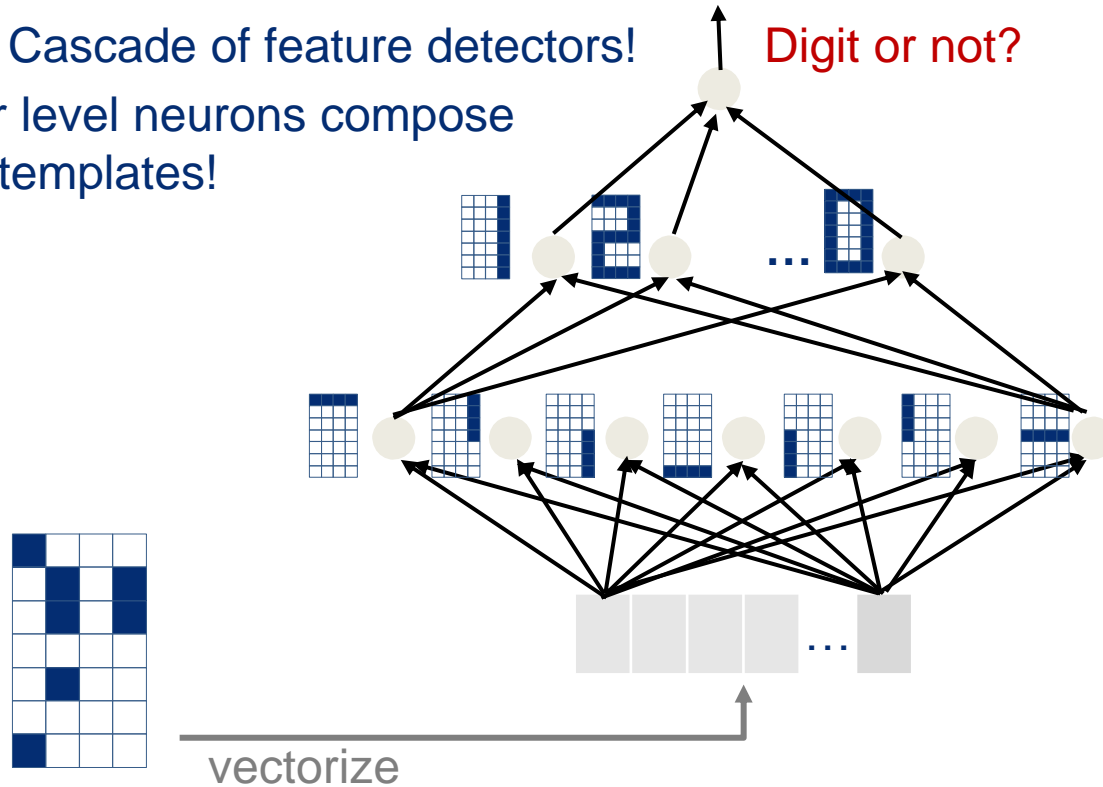 Cascade of feature detectors!
Digit or not?
r level neurons compose
templates!
...
...
vectorize